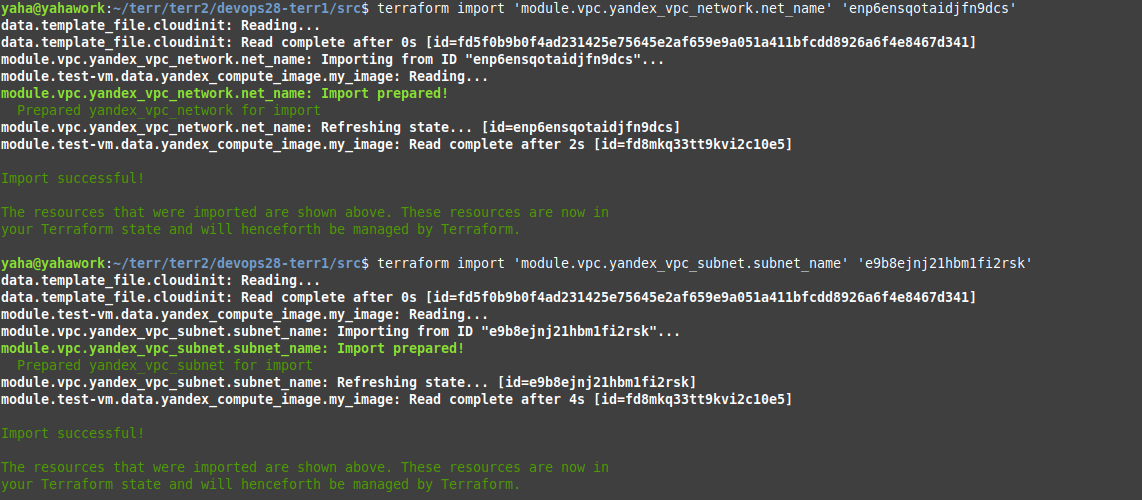 yaha@yahawork:~/terr/terr2/devops28-terr1/src$ terraform import 'module.vpc.yandex_vpc_network.net_name' 'enp6ensqotaidjfn9dcs'
data.template_file.cloudinit: Reading...
data.template_file.cloudinit: Read complete after 0s [id=fd5f0b9b0f4ad231425e75645e2af659e9a051a411bfcdd8926a6f4e8467d341]
module.vpc.yandex_vpc_network.net_name: Importing from ID "enp6ensqotaidjfn9dcs"...
module.test-vm.data.yandex_compute_image.my_image: Reading...
module.vpc.yandex_vpc_network.net_name: Import prepared!
  Prepared yandex_vpc_network for import
module.vpc.yandex_vpc_network.net_name: Refreshing state... [id=enp6ensqotaidjfn9dcs]
module.test-vm.data.yandex_compute_image.my_image: Read complete after 2s [id=fd8mkq33tt9kvi2c10e5]

Import successful!

The resources that were imported are shown above. These resources are now in
your Terraform state and will henceforth be managed by Terraform.

yaha@yahawork:~/terr/terr2/devops28-terr1/src$ terraform import 'module.vpc.yandex_vpc_subnet.subnet_name' 'e9b8ejnj21hbm1fi2rsk'
data.template_file.cloudinit: Reading...
data.template_file.cloudinit: Read complete after 0s [id=fd5f0b9b0f4ad231425e75645e2af659e9a051a411bfcdd8926a6f4e8467d341]
module.test-vm.data.yandex_compute_image.my_image: Reading...
module.vpc.yandex_vpc_subnet.subnet_name: Importing from ID "e9b8ejnj21hbm1fi2rsk"...
module.vpc.yandex_vpc_subnet.subnet_name: Import prepared!
  Prepared yandex_vpc_subnet for import
module.vpc.yandex_vpc_subnet.subnet_name: Refreshing state... [id=e9b8ejnj21hbm1fi2rsk]
module.test-vm.data.yandex_compute_image.my_image: Read complete after 4s [id=fd8mkq33tt9kvi2c10e5]

Import successful!

The resources that were imported are shown above. These resources are now in
your Terraform state and will henceforth be managed by Terraform.